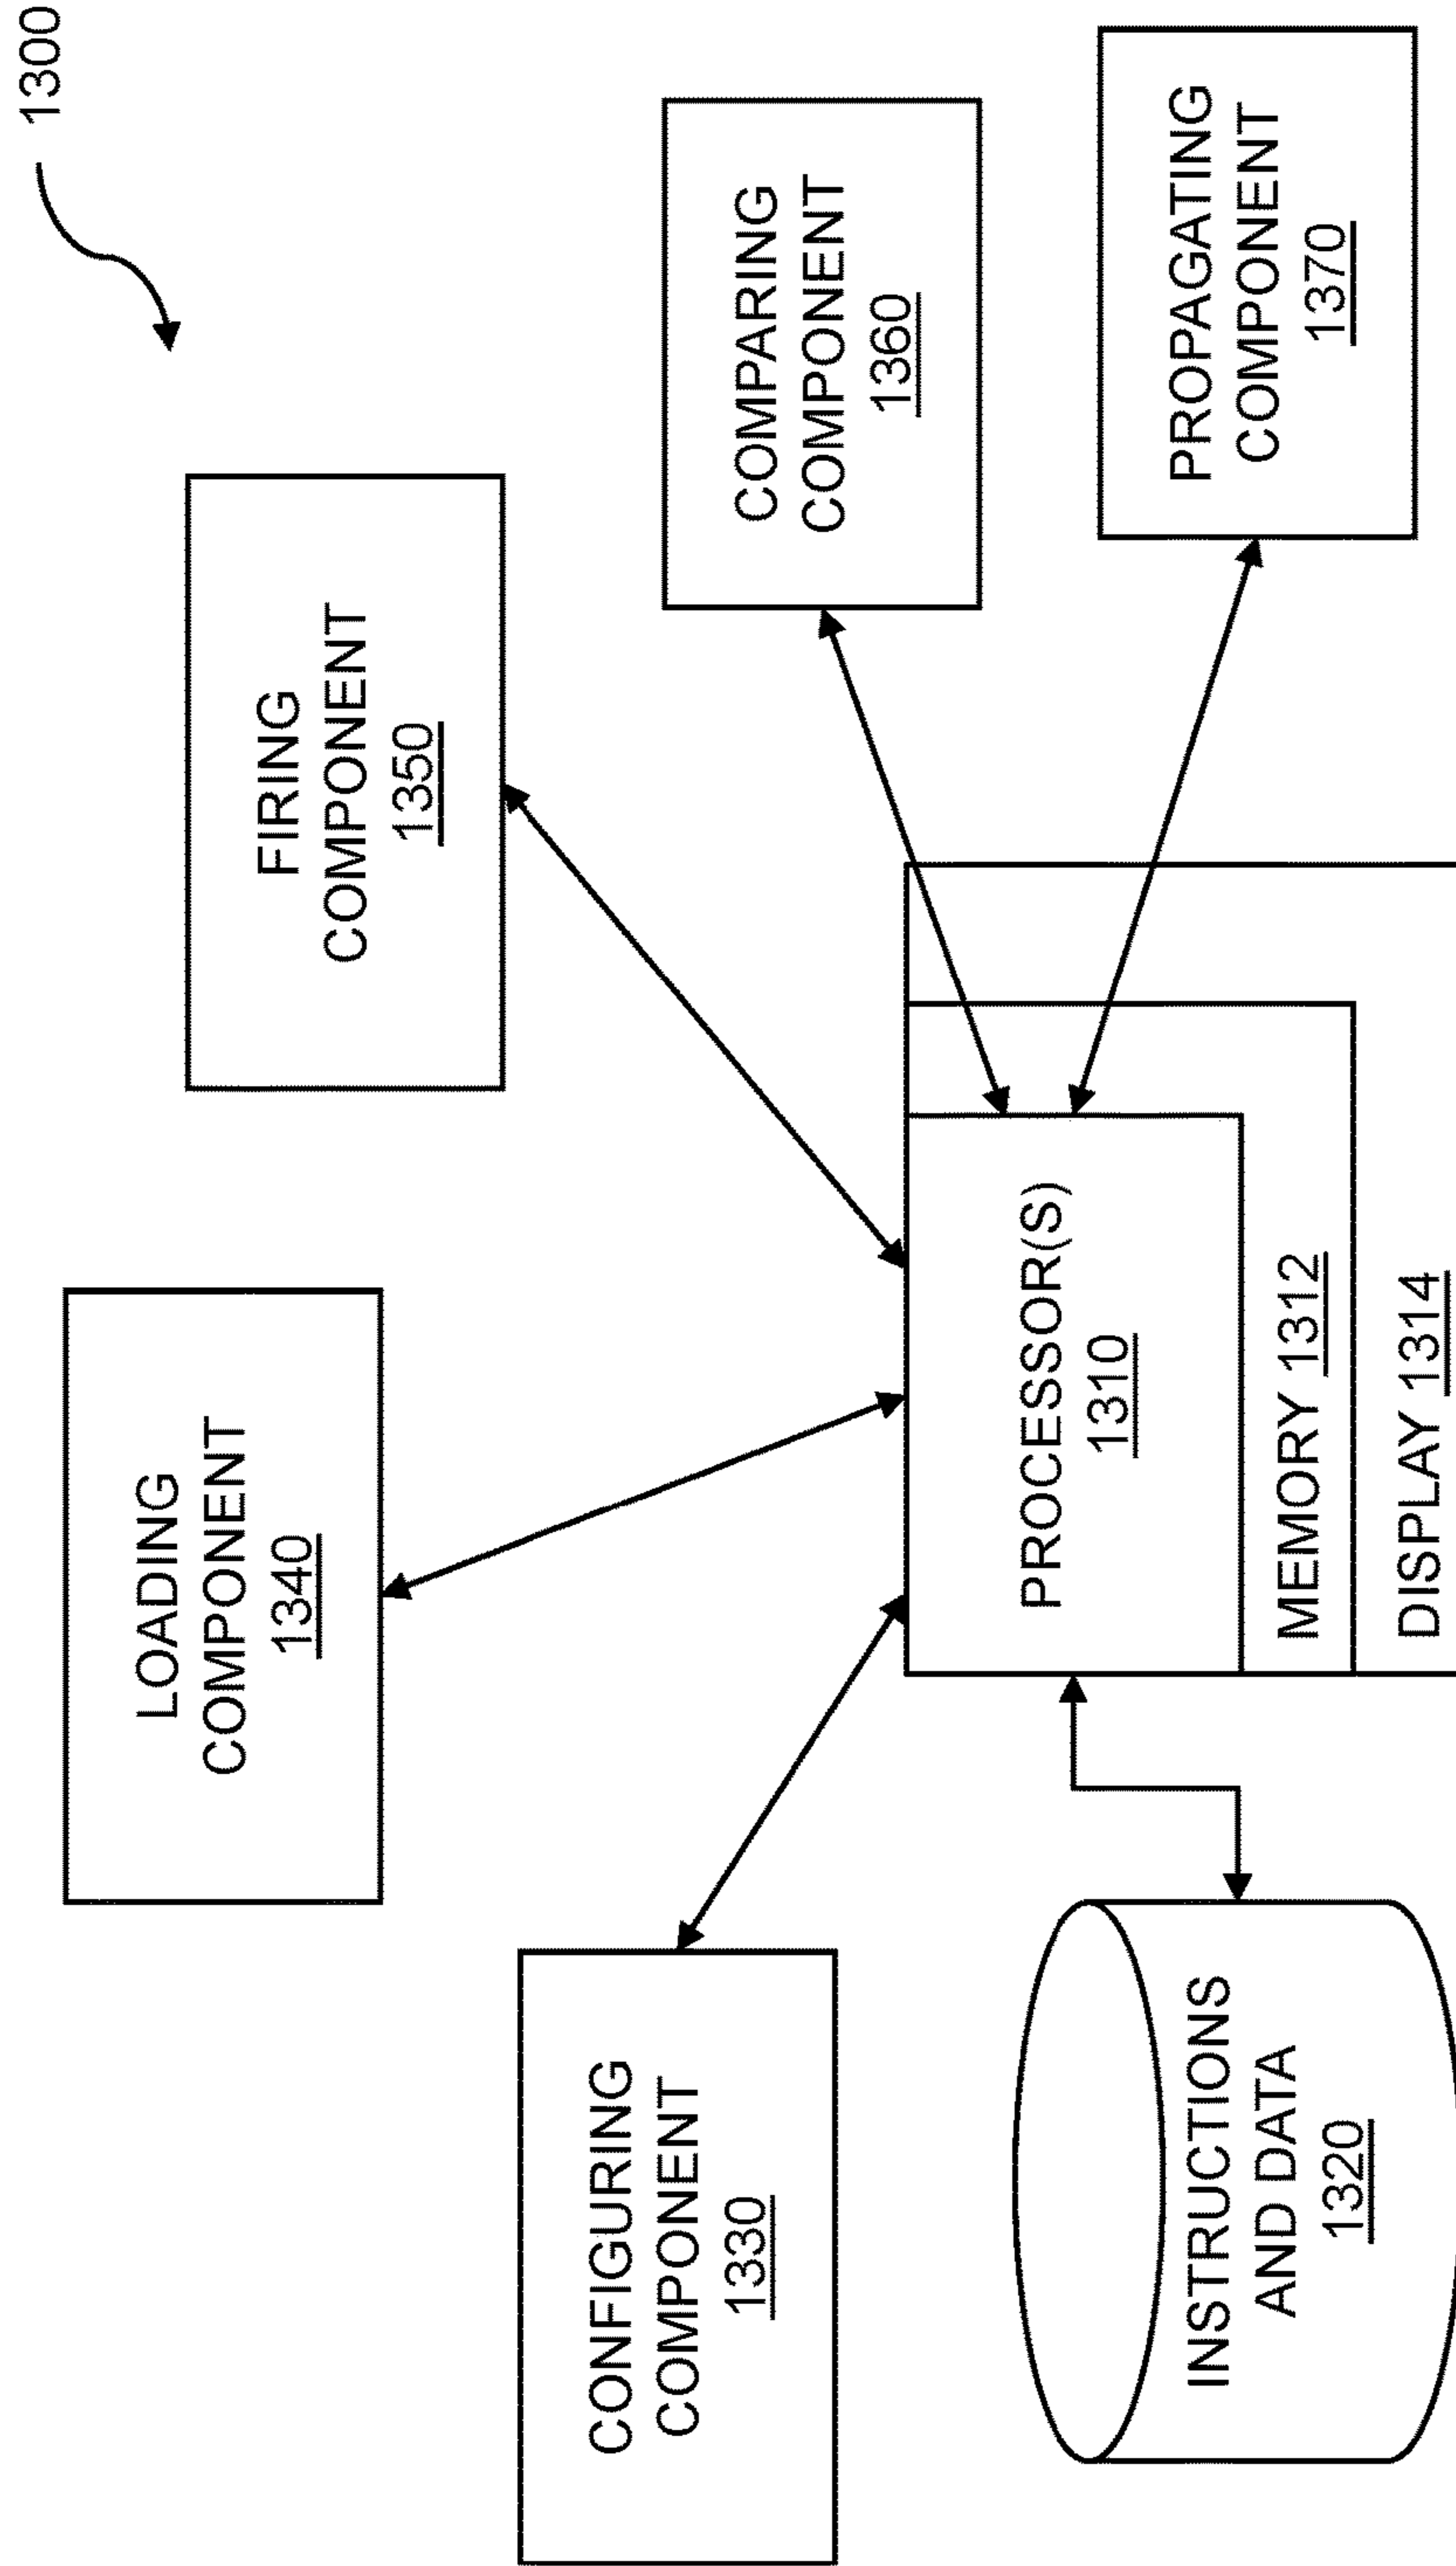 1300
LOADING
COMPONENT
1340
FIRING
COMPONENT
1350
CONFIGURING
COMPONENT
1330
COMPARING
COMPONENT
1360
PROCESSOR(S)
1310
MEMORY 1312
DISPLAY 1314
INSTRUCTIONS
AND DATA
1320
PROPAGATING
COMPONENT
1370